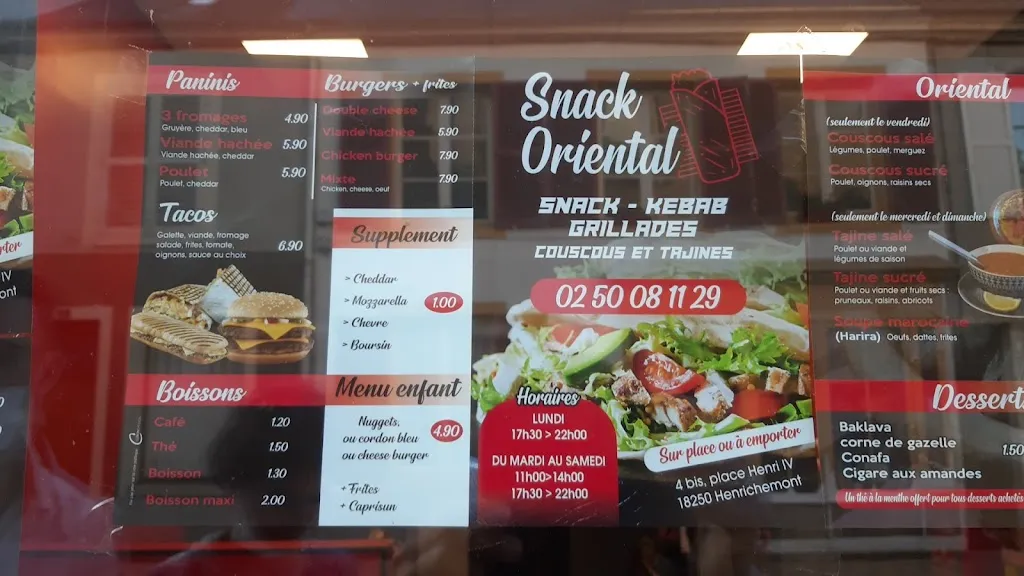 Paninis
3 fromages 4.90
Gruyère, cheddar, bleu
Viande hachée 5.90
Viande hachée, cheddar
Poulet 5.90
Poulet, cheddar
Tacos
Galette, viande, fromage
salade, frites, tomate,
oignons, sauce au choix 6.90
Burgers + frites
Double cheese 7.90
Viande hachée 5.90
Chicken burger 7.90
Mixte 7.90
Chicken, cheese, oeuf
Supplement
> Cheddar
> Mozzarella 1.00
> Chevre
> Boursin
Boissons
Café 1.20
Thé 1.50
Boisson 1.30
Boisson maxi 2.00
Menu enfant
Nuggets,
ou cordon bleu 4.90
ou cheese burger
+ Frites
+ Caprisun
Snack
Oriental
SNACK - KEBAB
GRILLADES
COUSCOUS ET TAJINES
02 50 08 11 29
Horaires
LUNDI
17h30 > 22h00
DU MARDI AU SAMEDI
11h00>14h00
17h30 > 22h00
Sur place ou à emporter
4 bis, place Henri IV
18250 Henrichemont
Oriental
(seulement le vendredi)
Couscous salé
Légumes, poulet, merguez
Couscous sucré
Poulet, oignons, raisins secs
(seulement le mercredi et dimanche)
Tajine salé
Poulet ou viande et
légumes de saison
Tajine sucré
Poulet ou viande et fruits secs :
pruneaux, raisins, abricots
Soupe marocaine
(Harira) Oeufs, dattes, frites
Desserts
Baklava
corne de gazelle
Conafa 1.50
Cigare aux amandes
Un thé à la menthe offert pour tous desserts achetés
orter
IV
mont